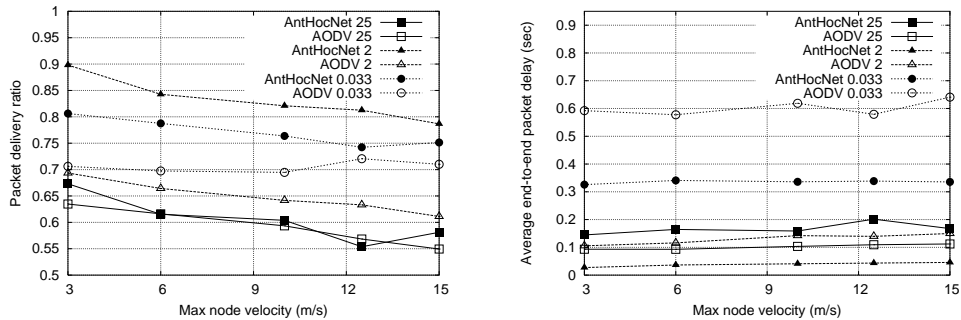 1
0.95
0.9
0.85
0.8
0.75
0.7
0.65
0.6
0.55
0.5
Packet delivery ratio
AntHocNet 25
AODV 25
AntHocNet 2
AODV 2
AntHocNet 0.033
AODV 0.033
3 6 9 12 15
Max node velocity (m/s)
0.9
0.8
0.7
0.6
0.5
0.4
0.3
0.2
0.1
0
Average end-to-end packet delay (sec)
AntHocNet 25
AODV 25
AntHocNet 2
AODV 2
AntHocNet 0.033
AODV 0.033
3 6 9 12 15
Max node velocity (m/s)